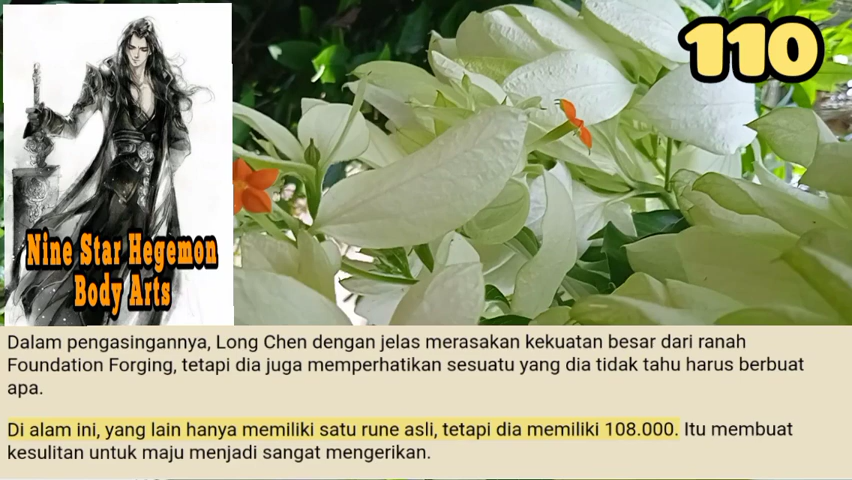 110
Nine Star Hegemon
Body Arts
Dalam pengasingannya, Long Chen dengan jelas merasakan kekuatan besar dari ranah
Foundation Forging, tetapi dia juga memperhatikan sesuatu yang dia tidak tahu harus berbuat
apa.
Di alam ini, yang lain hanya memiliki satu rune asli, tetapi dia memiliki 108.000. Itu membuat
kesulitan untuk maju menjadi sangat mengerikan.